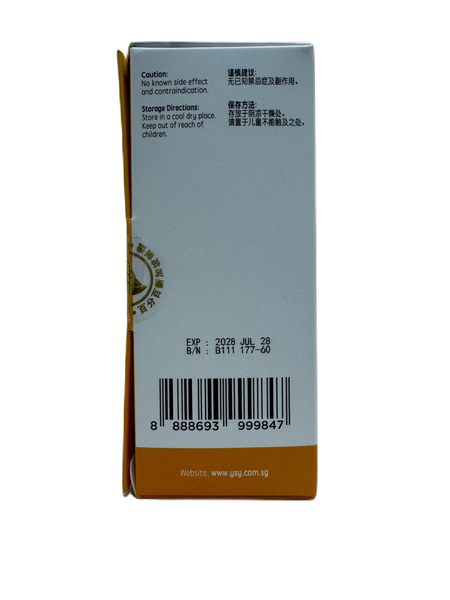 Caution:
No known side effect
and contraindication.
谨慎建议:
无已知禁忌症及副作用。
Storage Directions:
Store in a cool dry place.
Keep out of reach of
children.
保存方法:
存放于阴凉干燥处,
请置于儿童不能触及之处。
EXP : 2028 JUL 28
B/N : B111 177-60
8 888693 999847
Website: www.ysy.com.sg